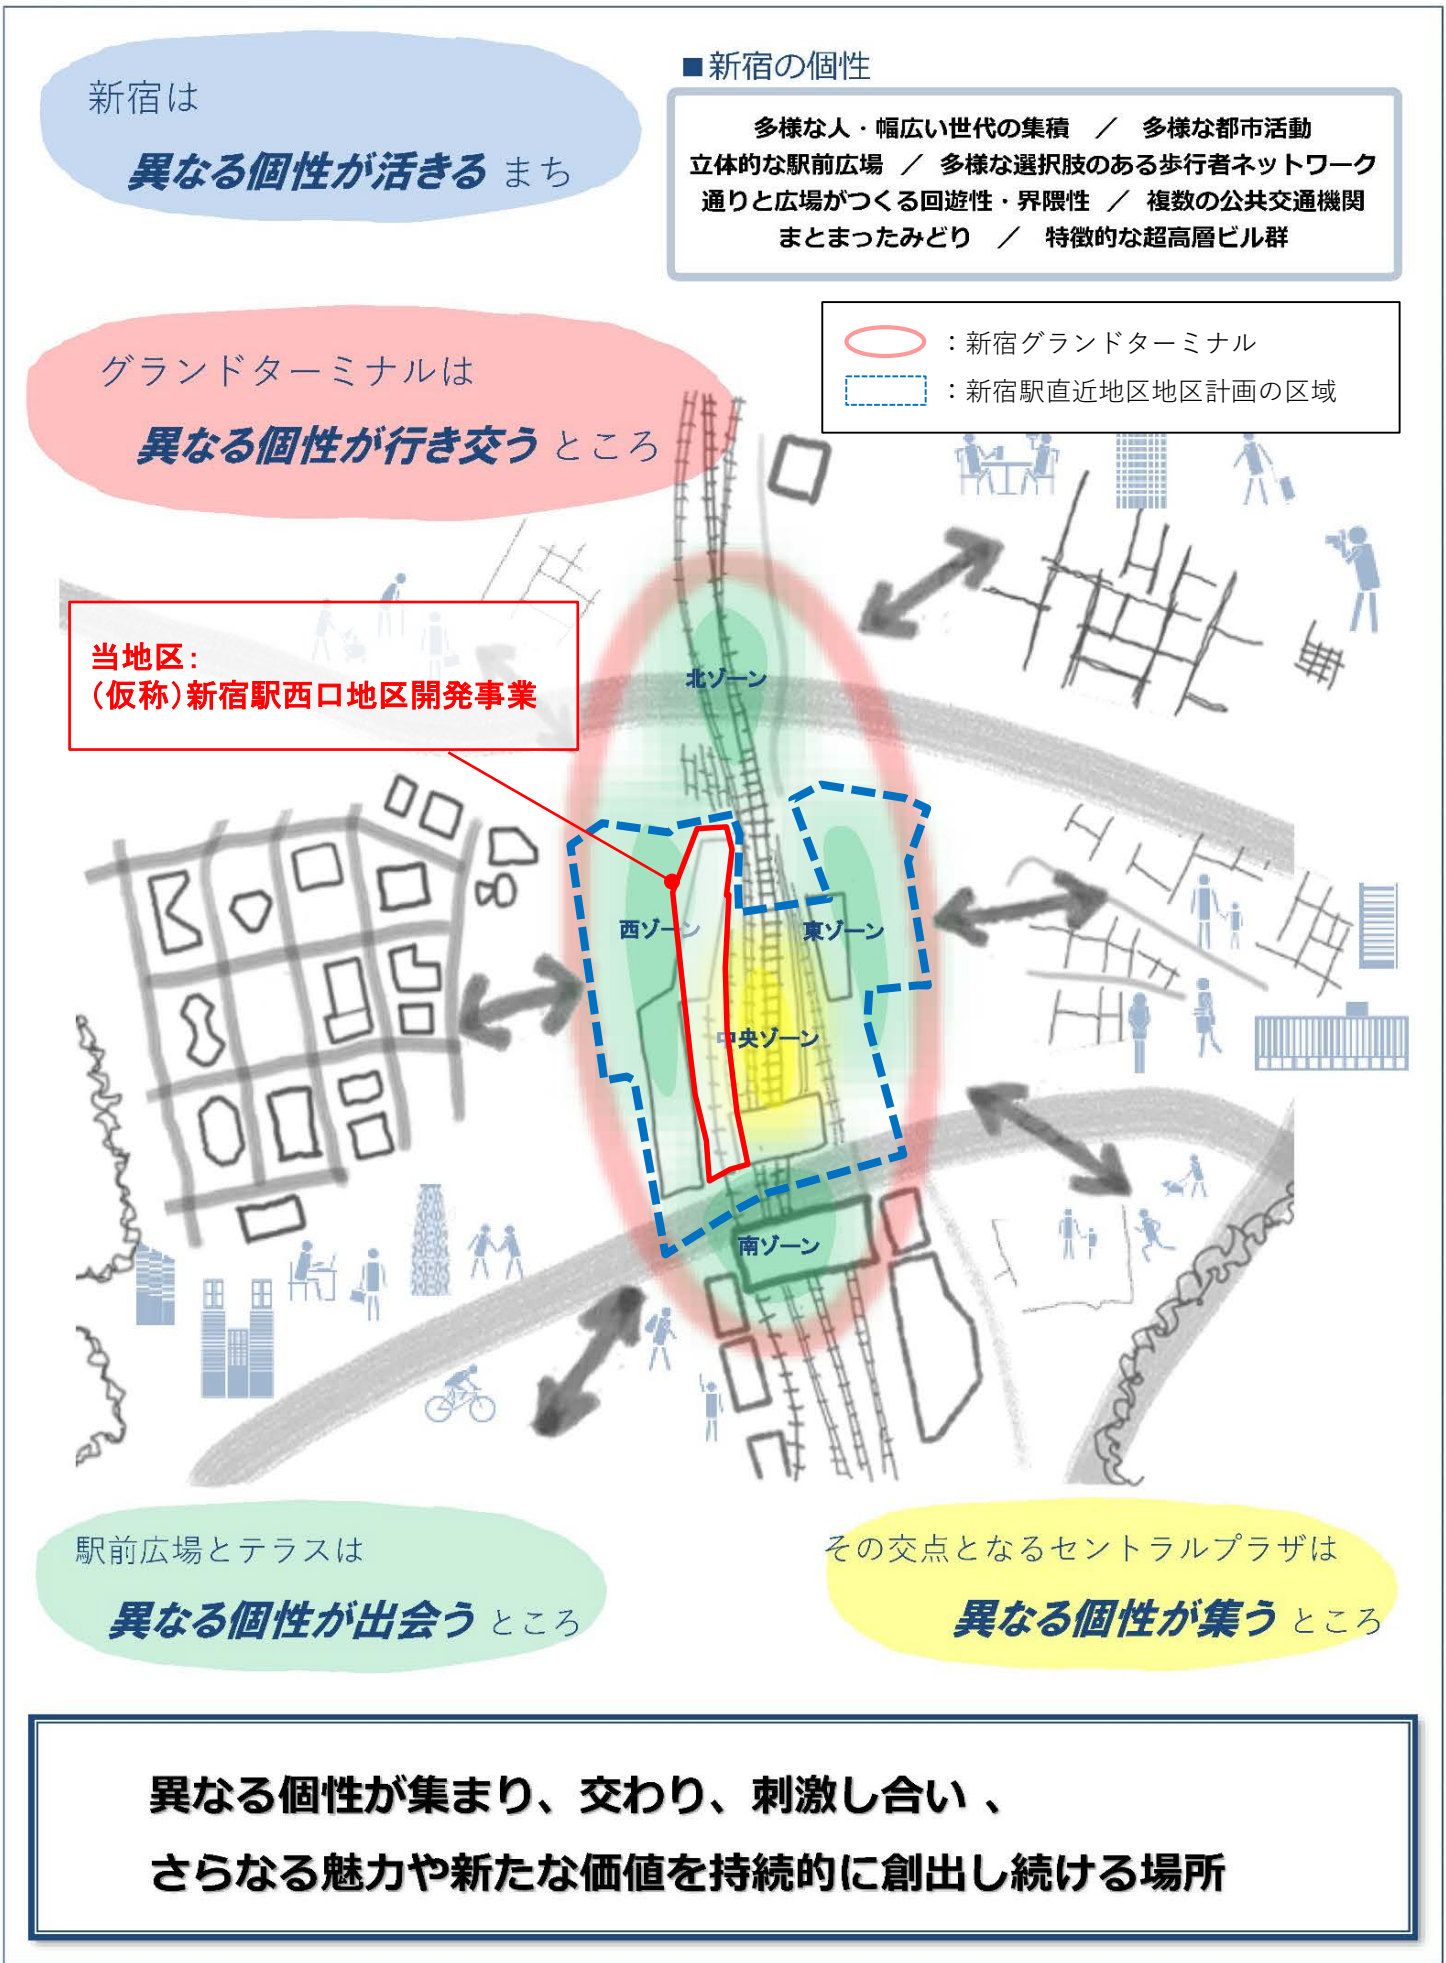 新宿は
異なる個性が活きる まち
■新宿の個性
多様な人・幅広い世代の集積 ／ 多様な都市活動
立体的な駅前広場 ／ 多様な選択肢のある歩行者ネットワーク
通りと広場がつくる回遊性・界隈性 ／ 複数の公共交通機関
まとまったみどり ／ 特徴的な超高層ビル群
グランドターミナルは
異なる個性が行き交う ところ
：新宿グランドターミナル
：新宿駅直近地区地区計画の区域
当地区：
（仮称）新宿駅西口地区開発事業
北ゾーン
西ゾーン
東ゾーン
中央ゾーン
南ゾーン
駅前広場とテラスは
異なる個性が出会う ところ
その交点となるセントラルプラザは
異なる個性が集う ところ
異なる個性が集まり、交わり、刺激し合い 、
さらなる魅力や新たな価値を持続的に創出し続ける場所